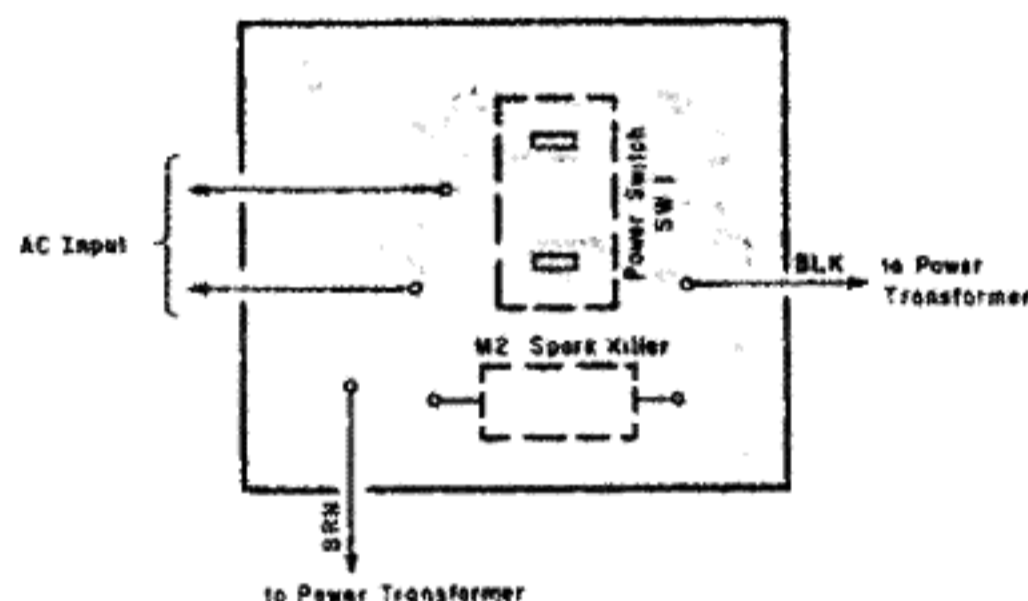 Power Switch
SW 1
AC Input
BLK
to Power
Transformer
M2 Spark Killer
BRN
to Power Transformer